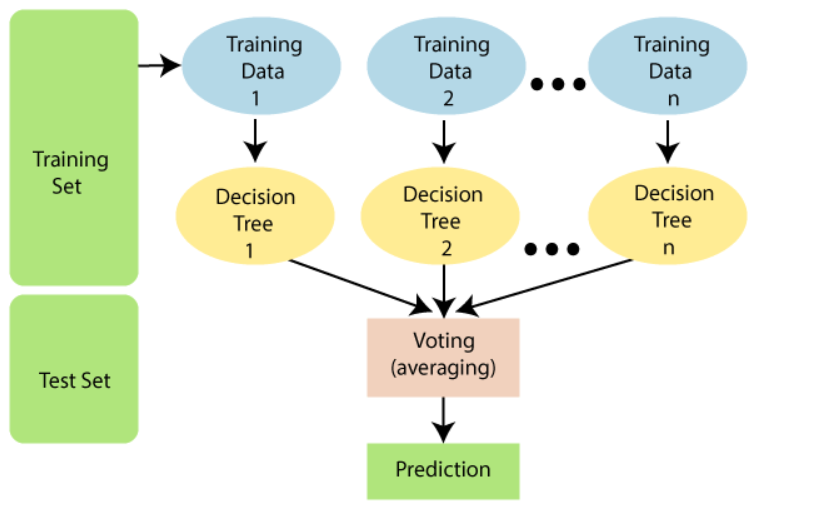 Training
Set
Test Set
Training
Data
1
Training
Data
2
Training
Data
n
Decision
Tree
1
Decision
Tree
2
Decision
Tree
n
Voting
(averaging)
Prediction